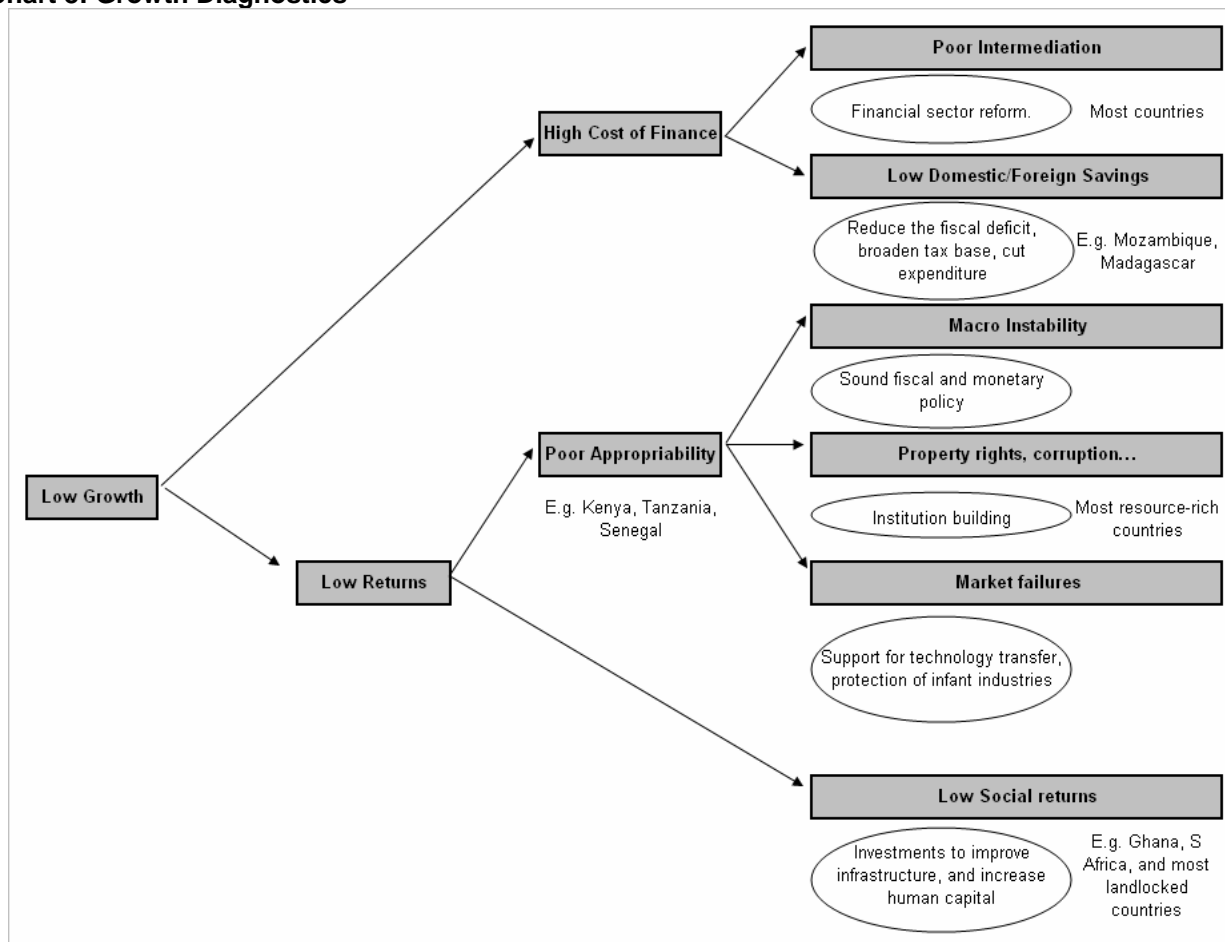 Chart of Growth Diagnostics
Poor Intermediation
Financial sector reform.
Most countries
High Cost of Finance
Low Domestic/Foreign Savings
Reduce the fiscal deficit,
broaden tax base, cut
expenditure
E.g. Mozambique,
Madagascar
Macro Instability
Sound fiscal and monetary
policy
Poor Appropriability
E.g. Kenya, Tanzania,
Senegal
Property rights, corruption...
Institution building
Most resource-rich
countries
Low Growth
Low Returns
Market failures
Support for technology transfer,
protection of infant industries
Low Social returns
Investments to improve
infrastructure, and increase
human capital
E.g. Ghana, S
Africa, and most
landlocked
countries